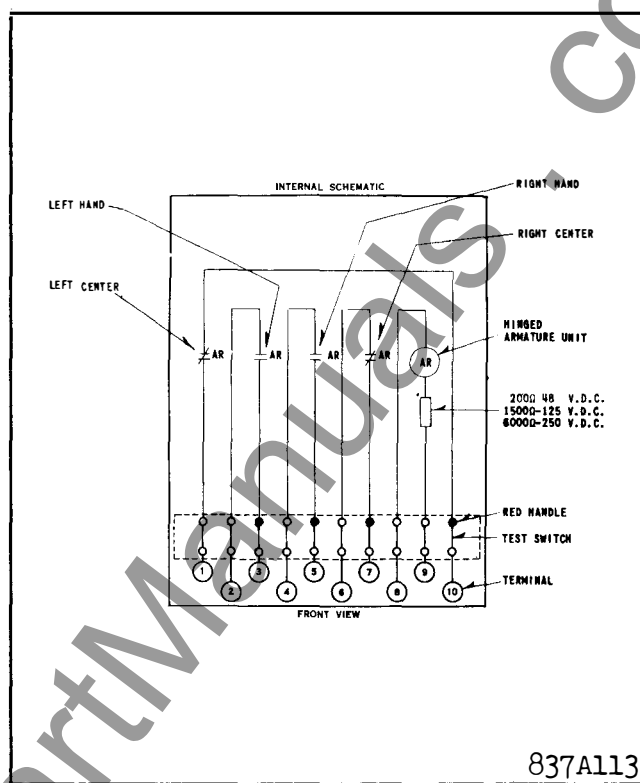 INTERNAL SCHEMATIC
RIGHT HAND
LEFT HAND
RIGHT CENTER
LEFT CENTER
HINGED
ARMATURE UNIT
AR
AR
AR
AR
AR
200Ω 48 V.D.C.
1500Ω-125 V.D.C.
6000Ω-250 V.D.C.
RED HANDLE
TEST SWITCH
1
3
5
7
9
TERMINAL
2
4
6
8
10
FRONT VIEW
837A113
artManuals.co